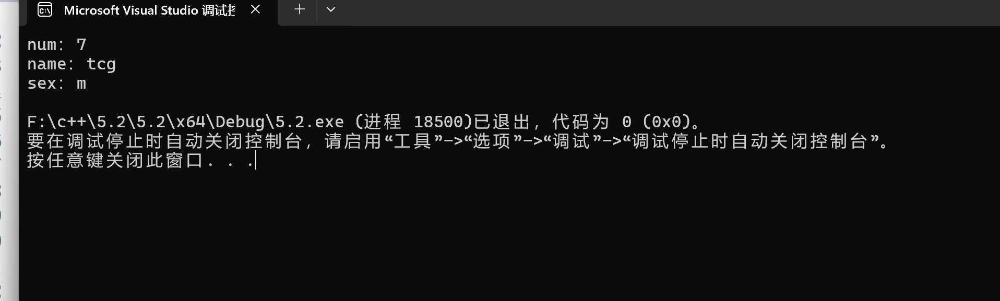 Microsoft Visual Studio 调试
num: 7
name: tcg
sex: m
F:\c++\5.2\5.2\x64\Debug\5.2.exe (进程 18500)已退出，代码为 0 (0x0)。
要在调试停止时自动关闭控制台，请启用“工具”->“选项”->“调试”->“调试停止时自动关闭控制台”。
按任意键关闭此窗口. . .